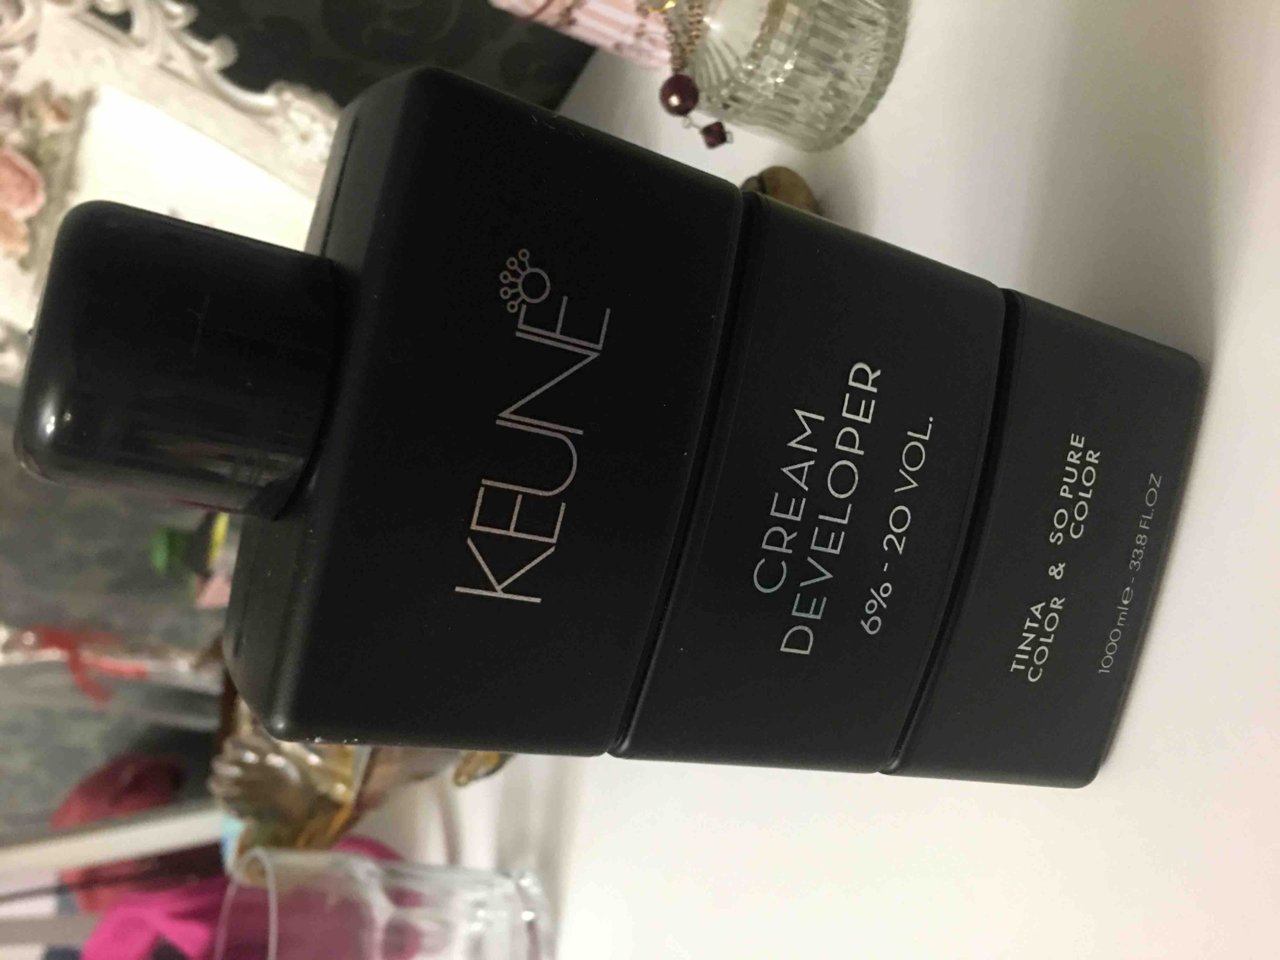 KEUNE
CREAM
DEVELOPER
6% - 20 VOL.
TINTA
COLOR & SO PURE
COLOR
1000 ml e - 33.8 FL.OZ